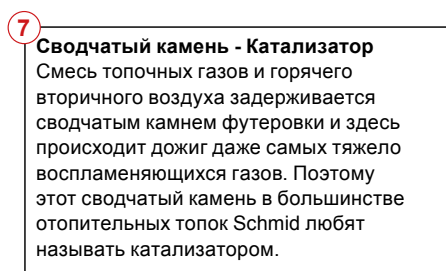 7
Сводчатый камень - Катализатор
Смесь топочных газов и горячего
вторичного воздуха задерживается
сводчатым камнем футеровки и здесь
происходит дожиг даже самых тяжело
воспламеняющихся газов. Поэтому
этот сводчатый камень в большинстве
отопительных топок Schmid любят
называть катализатором.